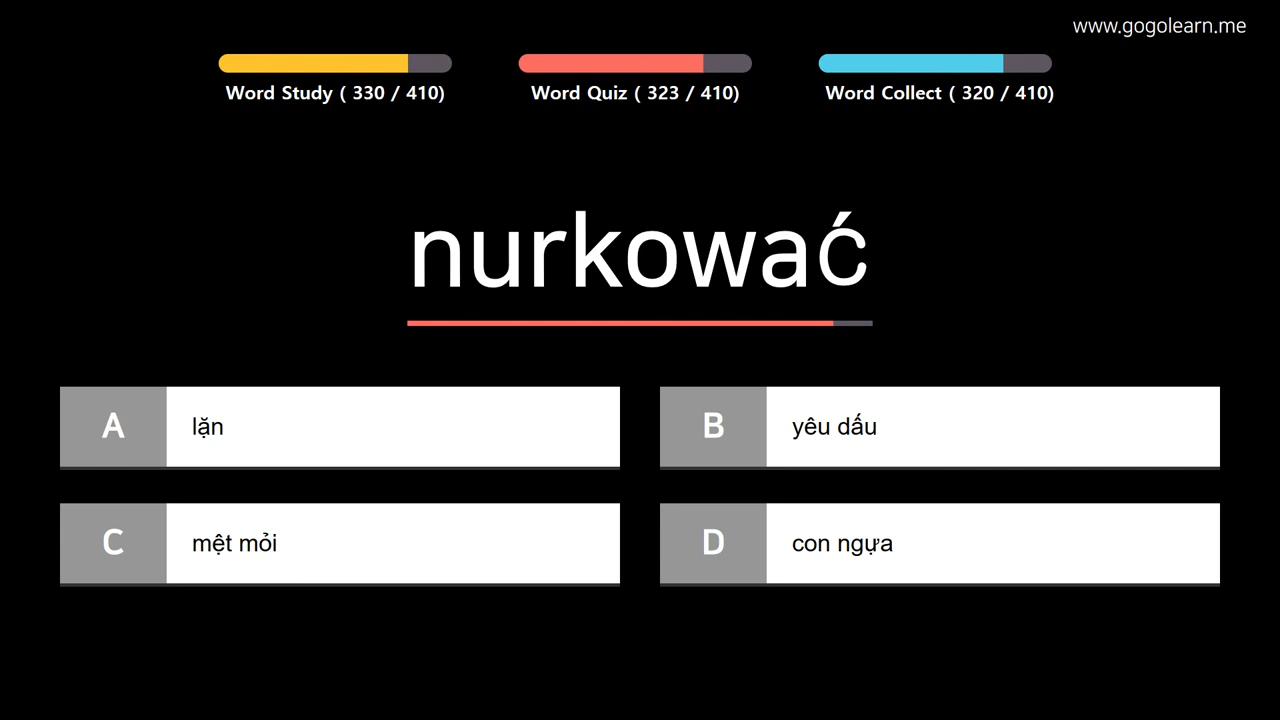 www.gogolearn.me
Word Study ( 330 / 410)
Word Quiz ( 323 / 410)
Word Collect ( 320 / 410)
nurkować
A lặn
B yêu dấu
C mệt mỏi
D con ngựa